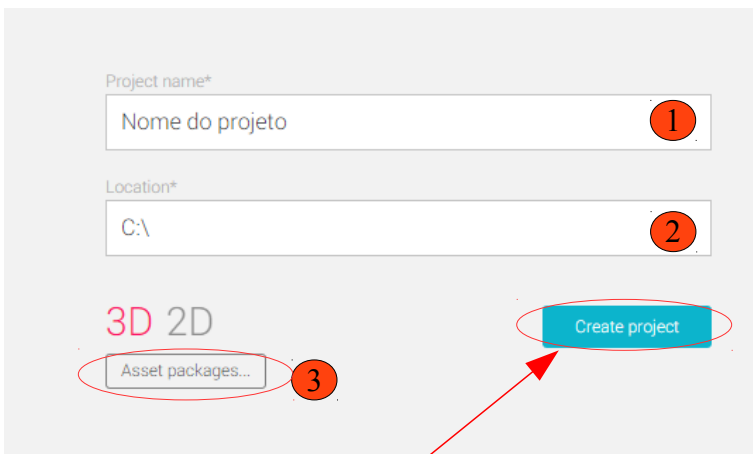 Project name*
Nome do projeto
1
Location*
C:\
2
3D 2D
Create project
Asset packages...
3